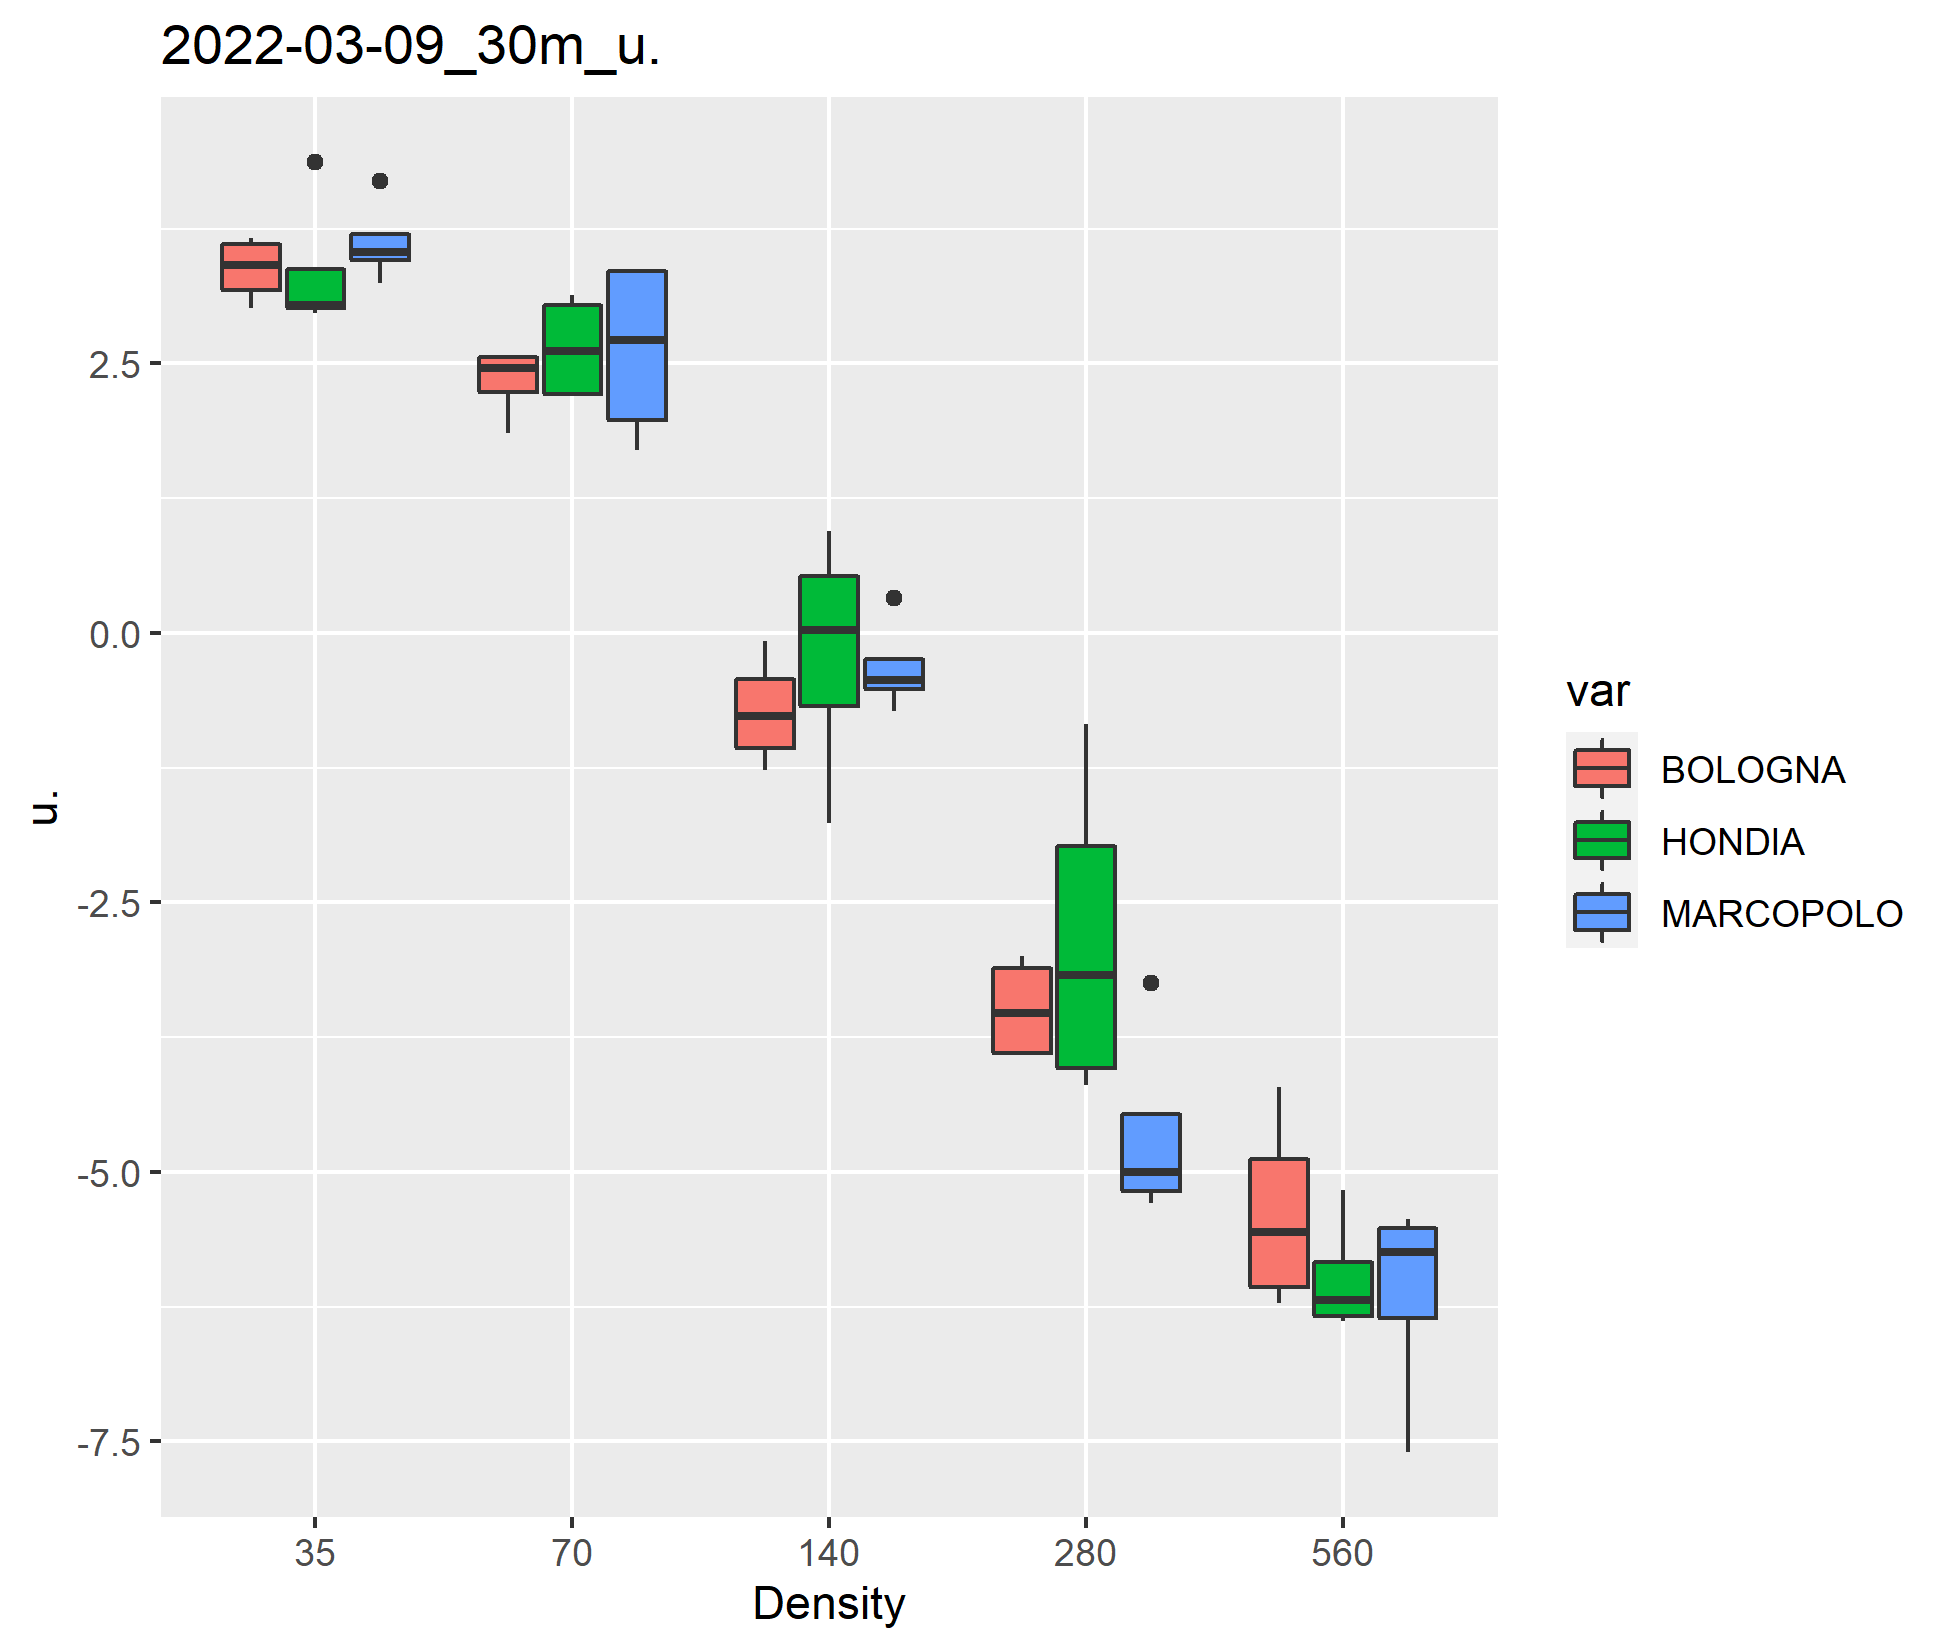 2022-03-09_30m_u.
2.5
0.0
-2.5
-5.0
-7.5
u.
35 70 140 280 560
Density
var
BOLOGNA
HONDIA
MARCOPOLO